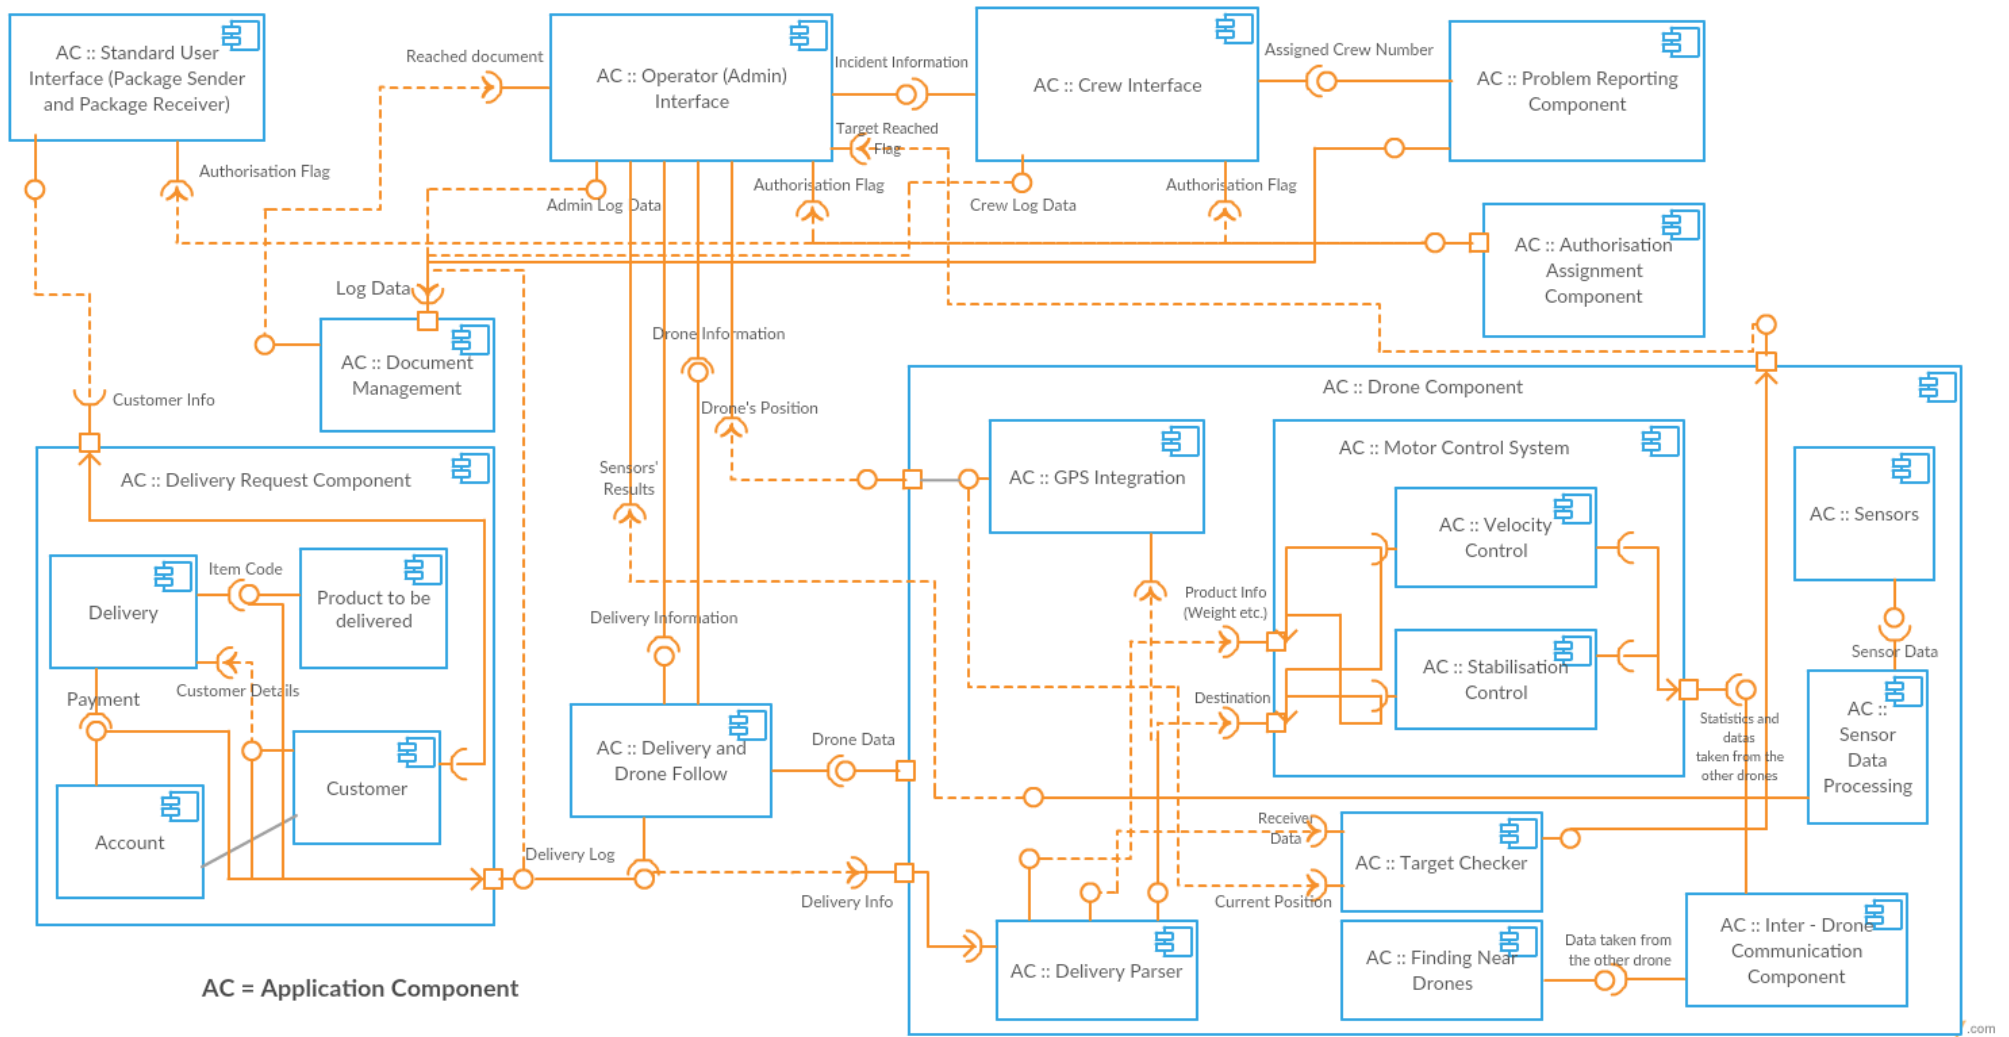 AC :: Standard User
Interface (Package Sender
and Package Receiver)
Reached document
AC :: Operator (Admin)
Interface
Incident Information
AC :: Crew Interface
Assigned Crew Number
AC :: Problem Reporting
Component
Target Reached
Flag
Authorisation Flag
Admin Log Data
Authorisation Flag
Crew Log Data
Authorisation Flag
AC :: Authorisation
Assignment
Component
Log Data
AC :: Document
Management
Drone Information
Drone's Position
Customer Info
AC :: Drone Component
AC :: Delivery Request Component
Sensors'
Results
AC :: GPS Integration
AC :: Motor Control System
AC :: Velocity
Control
AC :: Sensors
Item Code
Delivery
Product to be
delivered
Delivery Information
Product Info
(Weight etc.)
AC :: Stabilisation
Control
Sensor Data
Customer Details
Payment
Destination
Statistics and
datas
taken from the
other drones
AC ::
Sensor
Data
Processing
AC :: Delivery and
Drone Follow
Drone Data
Customer
Account
Delivery Log
Delivery Info
Receiver
Data
AC :: Target Checker
Current Position
AC :: Delivery Parser
AC :: Finding Near
Drones
Data taken from
the other drone
AC :: Inter - Drone
Communication
Component
AC = Application Component
.com